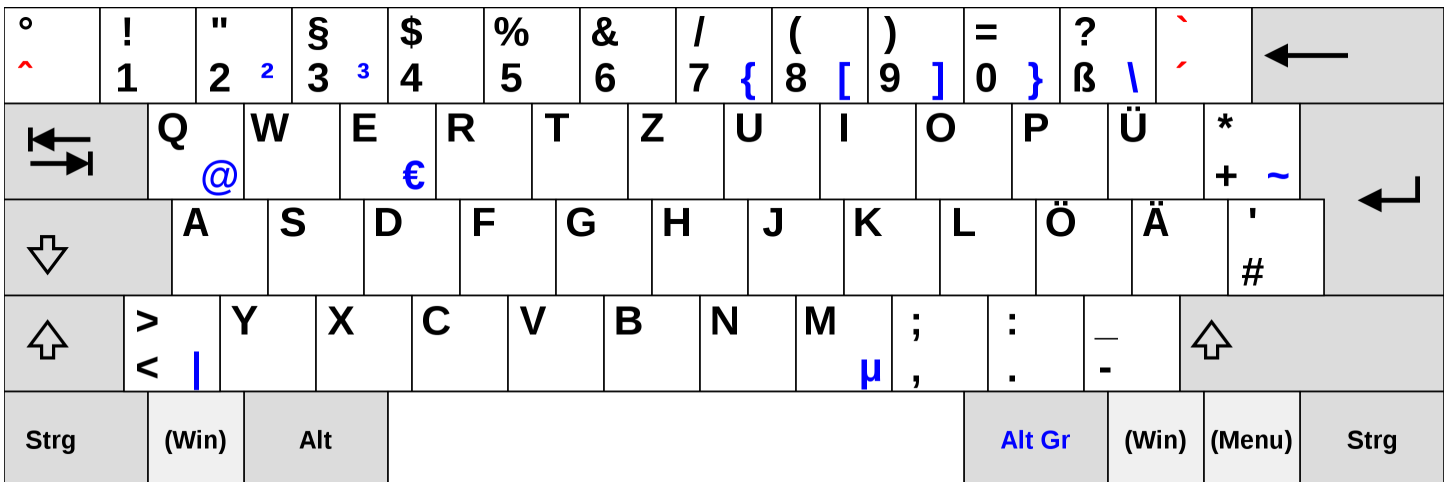 ° ! " § $ % & / ( ) = ? `
^ 1 2 ² 3 ³ 4 5 6 7 { 8 [ 9 ] 0 } ß \ ´
Q W E R T Z U I O P Ü *
@ € + ~
A S D F G H J K L Ö Ä '
#
> Y X C V B N M ; : _
< | µ , . -
Strg (Win) Alt Alt Gr (Win) (Menu) Strg